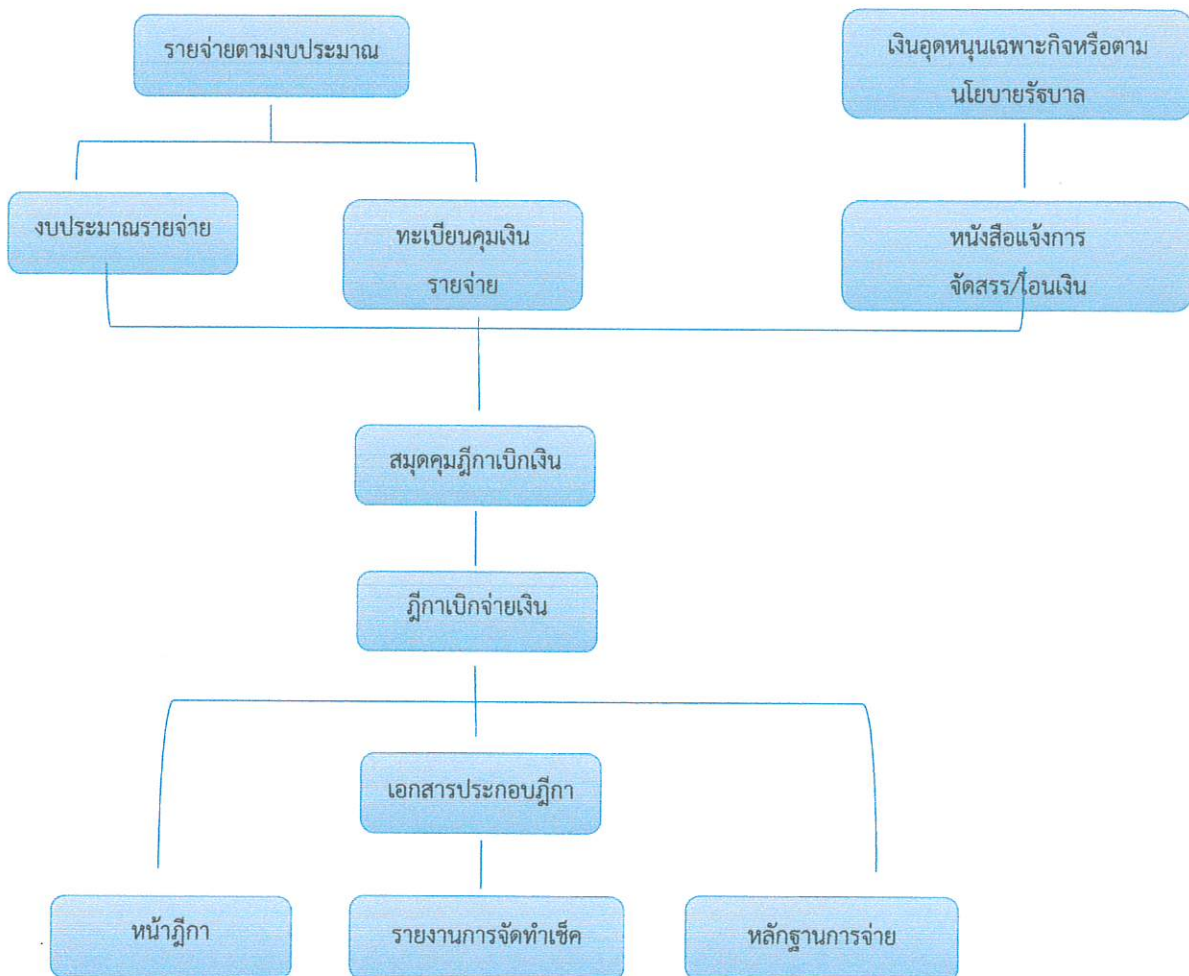 รายจ่ายตามงบประมาณ
เงินอุดหนุนเฉพาะกิจหรือตาม
นโยบายรัฐบาล
งบประมาณรายจ่าย
ทะเบียนคุมเงิน
รายจ่าย
หนังสือแจ้งการ
จัดสรร/โอนเงิน
สมุดคุมฎีกาเบิกเงิน
ฎีกาเบิกจ่ายเงิน
เอกสารประกอบฎีกา
หน้าฎีกา
รายงานการจัดทำเช็ค
หลักฐานการจ่าย